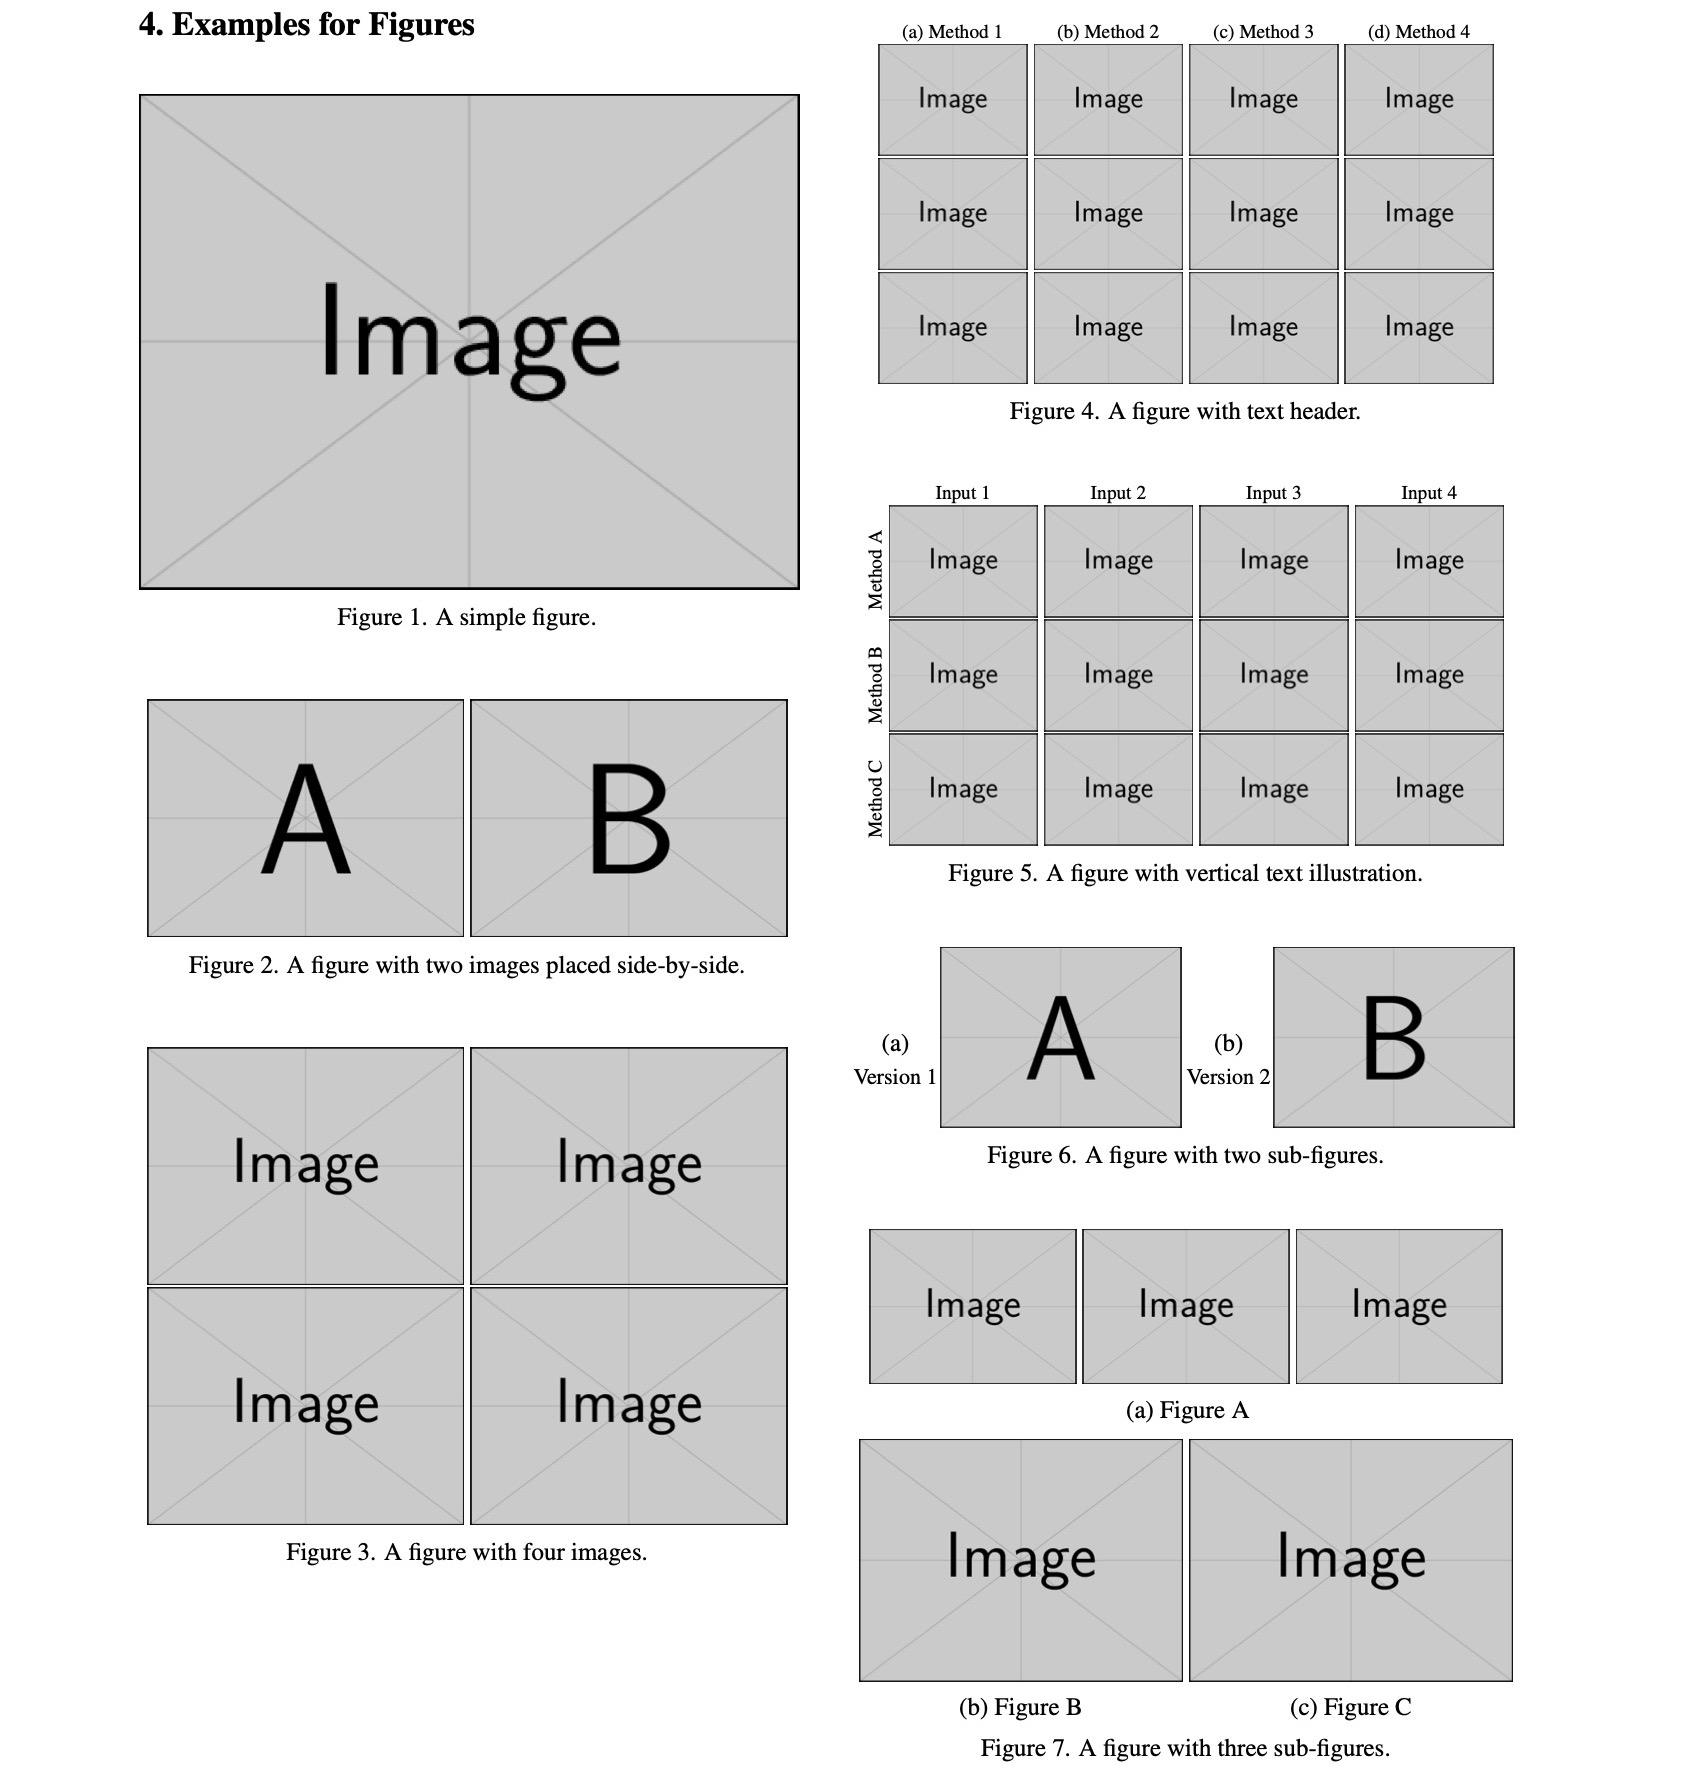 4. Examples for Figures
Image
Figure 1. A simple figure.
A B
Figure 2. A figure with two images placed side-by-side.
Image Image
Image Image
Figure 3. A figure with four images.
(a) Method 1 (b) Method 2 (c) Method 3 (d) Method 4
Image Image Image Image
Image Image Image Image
Image Image Image Image
Figure 4. A figure with text header.
Input 1 Input 2 Input 3 Input 4
Method A Image Image Image Image
Method B Image Image Image Image
Method C Image Image Image Image
Figure 5. A figure with vertical text illustration.
(a)
Version 1
A
(b)
Version 2
B
Figure 6. A figure with two sub-figures.
Image Image Image
(a) Figure A
Image Image
(b) Figure B (c) Figure C
Figure 7. A figure with three sub-figures.